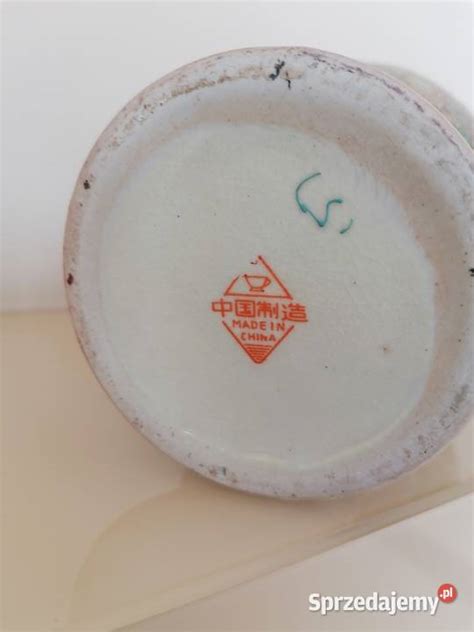 中国制造
MADE IN
CHINA
Sprzedajemy.pl